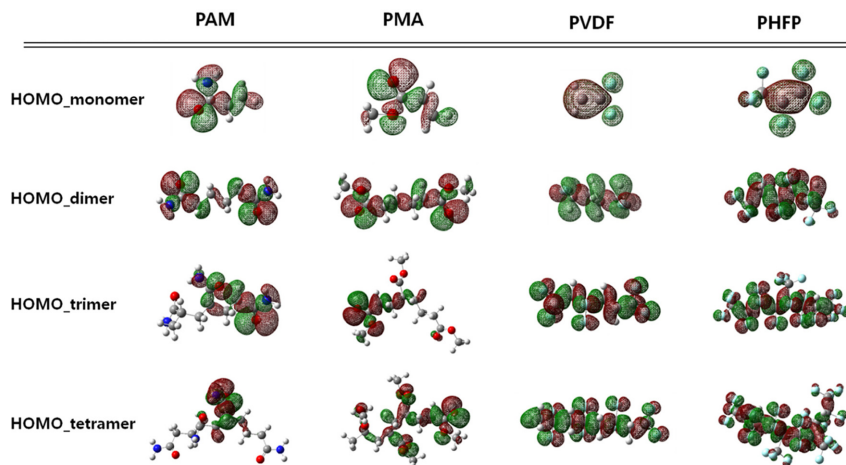 PAM PMA PVDF PHFP
HOMO_monomer
HOMO_dimer
HOMO_trimer
HOMO_tetramer